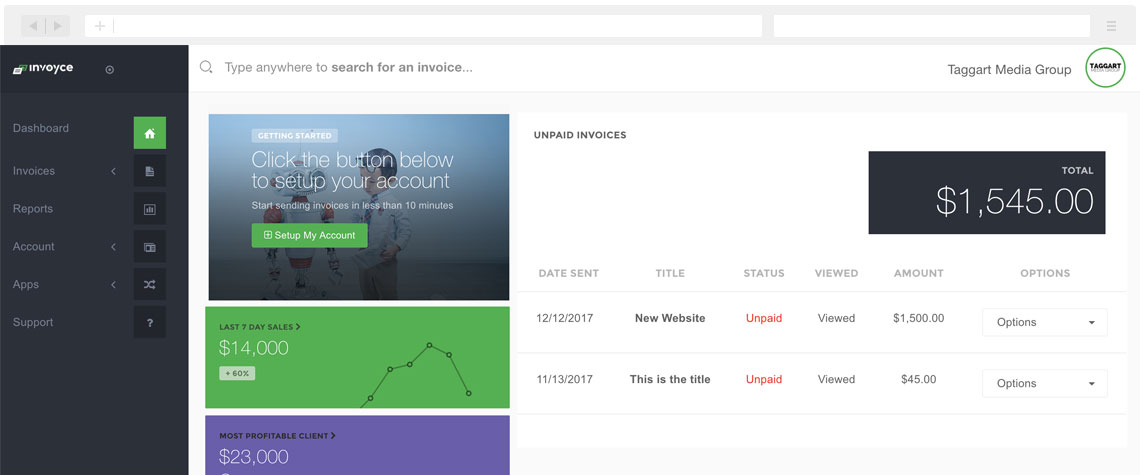 invoyce
Type anywhere to search for an invoice...
Taggart Media Group
TAGGART
MEDIA GROUP
Dashboard
Invoices
Reports
Account
Apps
Support
?
GETTING STARTED
Click the button below
to setup your account
Start sending invoices in less than 10 minutes
Setup My Account
LAST 7 DAY SALES
$14,000
+ 60%
MOST PROFITABLE CLIENT
$23,000
UNPAID INVOICES
TOTAL
$1,545.00
DATE SENT TITLE STATUS VIEWED AMOUNT OPTIONS
12/12/2017 New Website Unpaid Viewed $1,500.00 Options
11/13/2017 This is the title Unpaid Viewed $45.00 Options